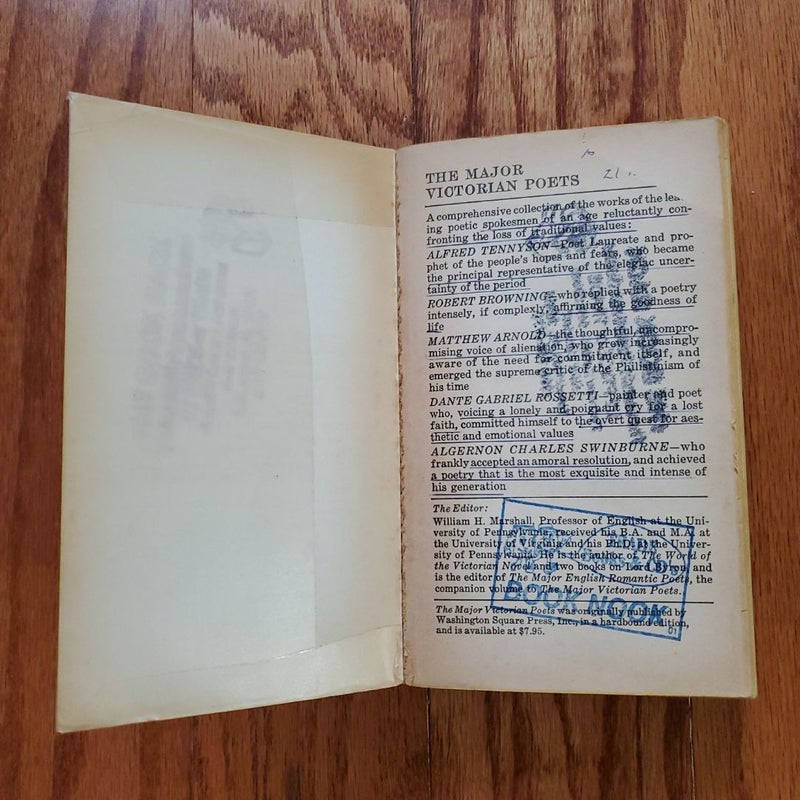 THE MAJOR
VICTORIAN POETS
A comprehensive collection of the works of the
ing poetic spokesmen of an age reluctantly con-
fronting the loss of traditional values:
ALFRED TENNYSON—Poet Laureate and pro-
phet of the people's hopes and fears, who became
the principal representative of the elegiac uncer-
tainty of the period
ROBERT BROWNING—who replied with a poetry
intensely, if complexly, affirming the goodness of
life
MATTHEW ARNOLD—the thoughtful, uncompro-
mising voice of alienation, who grew increasingly
aware of the need for commitment itself, and
emerged the supreme critic of the Philistinism of
his time
DANTE GABRIEL ROSSETTI—painter and poet
who, voicing a lonely and poignant cry for a lost
faith, committed himself to the overt quest for aes-
thetic and emotional values
ALGERNON CHARLES SWINBURNE—who
frankly accepted an amoral resolution, and achieved
a poetry that is the most exquisite and intense of
his generation
The Editor:
William H. Marshall, Professor of English at the Uni-
versity of Pennsylvania, received his B.A. and M.A. at
the University of Virginia and his Ph.D. at the Univer-
sity of Pennsylvania. He is the author of The World of
the Victorian Novel and two books on Lord Byron, and
is the editor of The Major English Romantic Poets, the
companion volume to The Major Victorian Poets.
BOOK NOOK
The Major Victorian Poets was originally published by
Washington Square Press, Inc., in a hardbound edition,
and is available at $7.95.